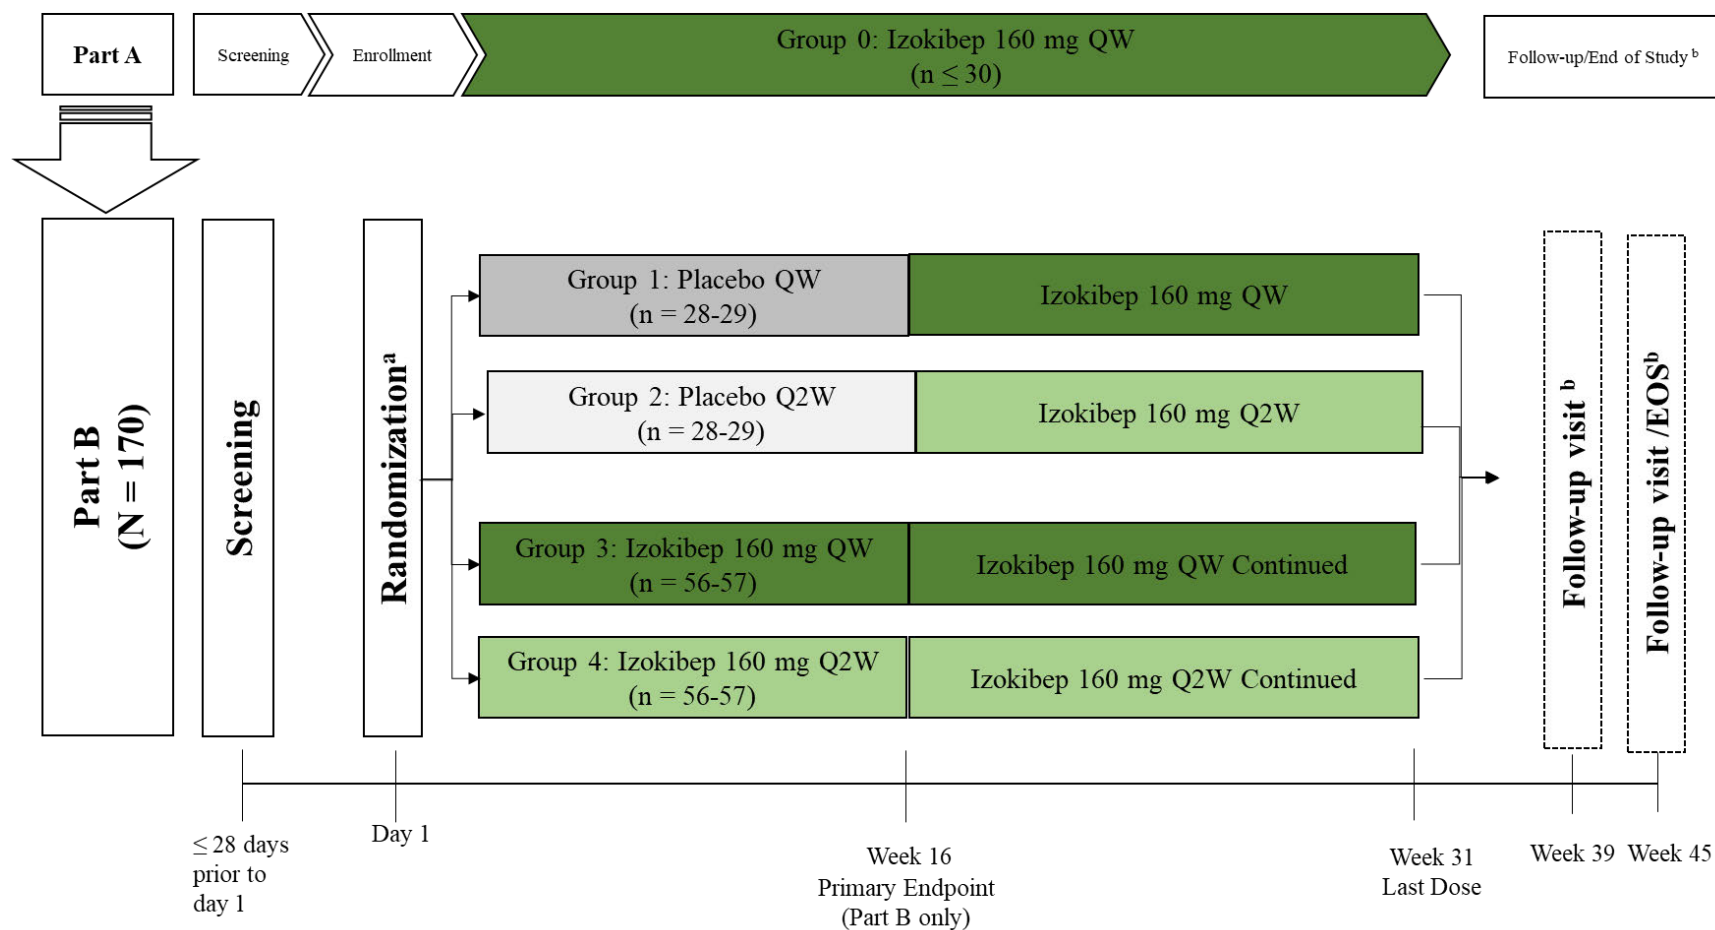 Part A
Screening
Enrollment
Group 0: Izokibep 160 mg QW
(n ≤ 30)
Follow-up/End of Study b
Part B
(N = 170)
Screening
Randomizationa
Group 1: Placebo QW
(n = 28-29)
Izokibep 160 mg QW
Group 2: Placebo Q2W
(n = 28-29)
Izokibep 160 mg Q2W
Group 3: Izokibep 160 mg QW
(n = 56-57)
Izokibep 160 mg QW Continued
Group 4: Izokibep 160 mg Q2W
(n = 56-57)
Izokibep 160 mg Q2W Continued
Follow-up visit b
Follow-up visit /EOSb
≤ 28 days
prior to
day 1
Day 1
Week 16
Primary Endpoint
(Part B only)
Week 31
Last Dose
Week 39
Week 45